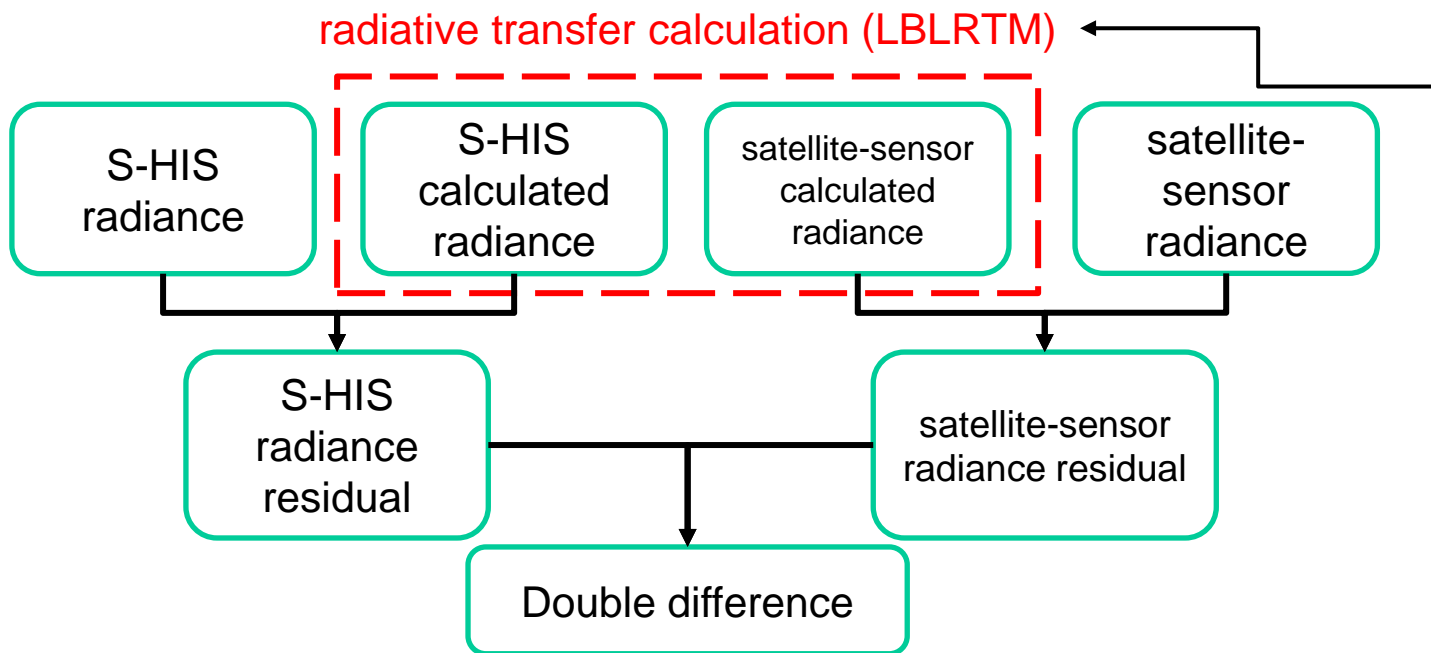 radiative transfer calculation (LBLRTM)
S-HIS
radiance
S-HIS
calculated
radiance
satellite-sensor
calculated
radiance
satellite-
sensor
radiance
S-HIS
radiance
residual
satellite-sensor
radiance residual
Double difference